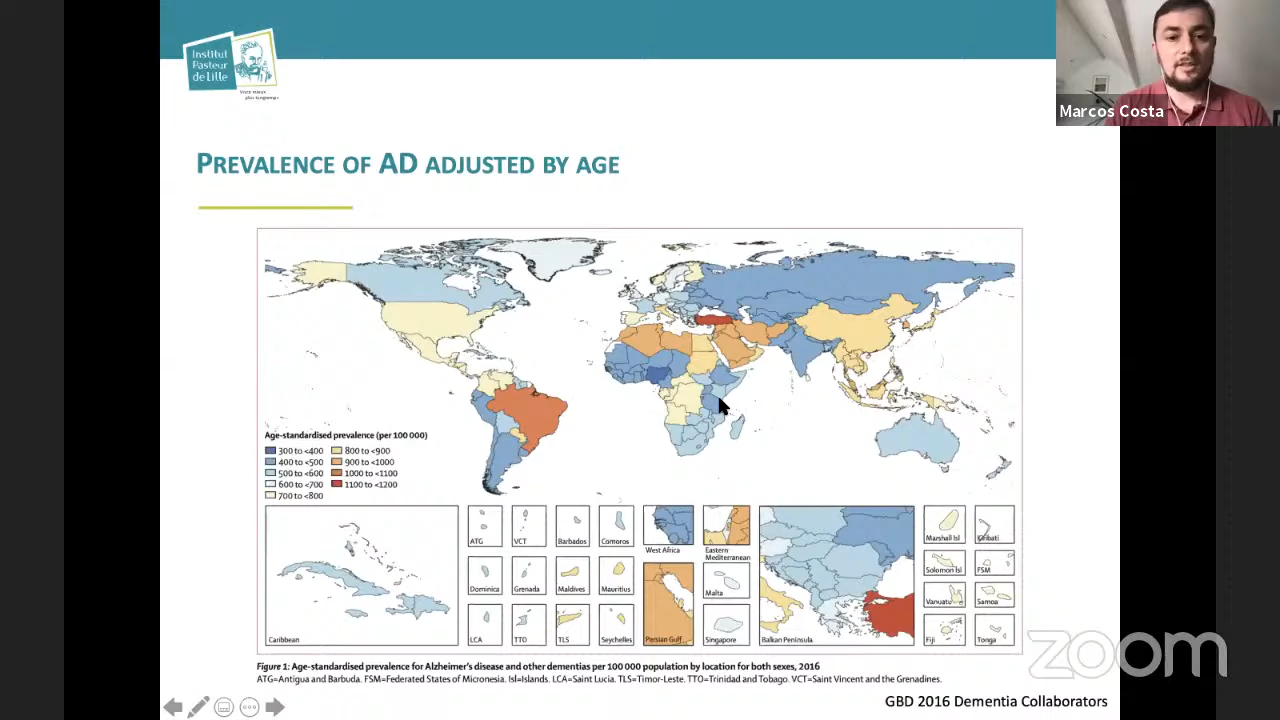 Institut
Pasteur
de Lille
Marcos Costa
PREVALENCE OF AD ADJUSTED BY AGE
Age-standardised prevalence (per 100 000)
300 to <400
400 to <500
500 to <600
600 to <700
700 to <800
800 to <900
900 to <1000
1000 to <1100
1100 to <1200
ATG
VCT
Barbados
Comoros
West Africa
Eastern
Mediterranean
Marshall Isl
Kiribati
Dominica
Grenada
Maldives
Mauritius
Malta
Solomon Isl
FSM
Vanuatu
Samoa
Caribbean
LCA
TTO
TLS
Seychelles
Persian Gulf
Singapore
Balkan Peninsula
Fiji
Tonga
zoom
Figure 1: Age-standardised prevalence for Alzheimer's disease and other dementias per 100 000 population by location for both sexes, 2016
ATG=Antigua and Barbuda. FSM=Federated States of Micronesia. Isl=Islands. LCA=Saint Lucia. TLS=Timor-Leste. TTO=Trinidad and Tobago. VCT=Saint Vincent and the Grenadines.
GBD 2016 Dementia Collaborators